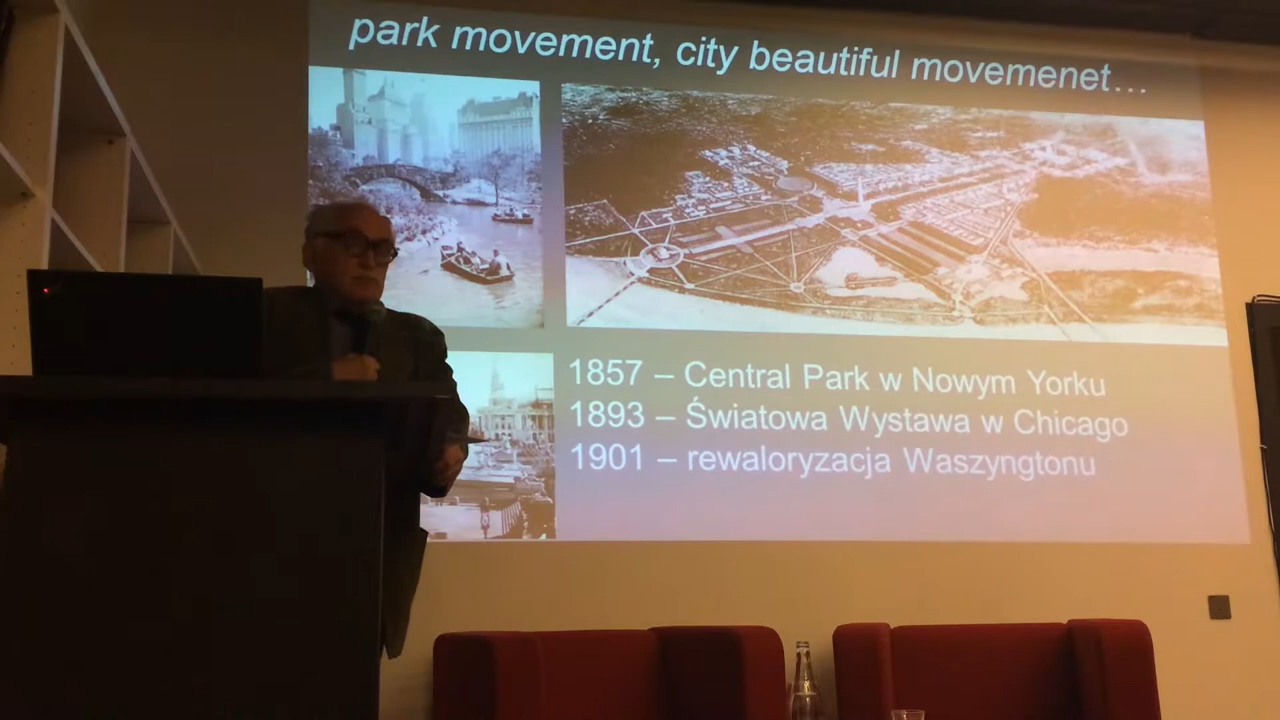 park movement, city beautiful movemenet...
1857 – Central Park w Nowym Yorku
1893 – Światowa Wystawa w Chicago
1901 – rewaloryzacja Waszyngtonu